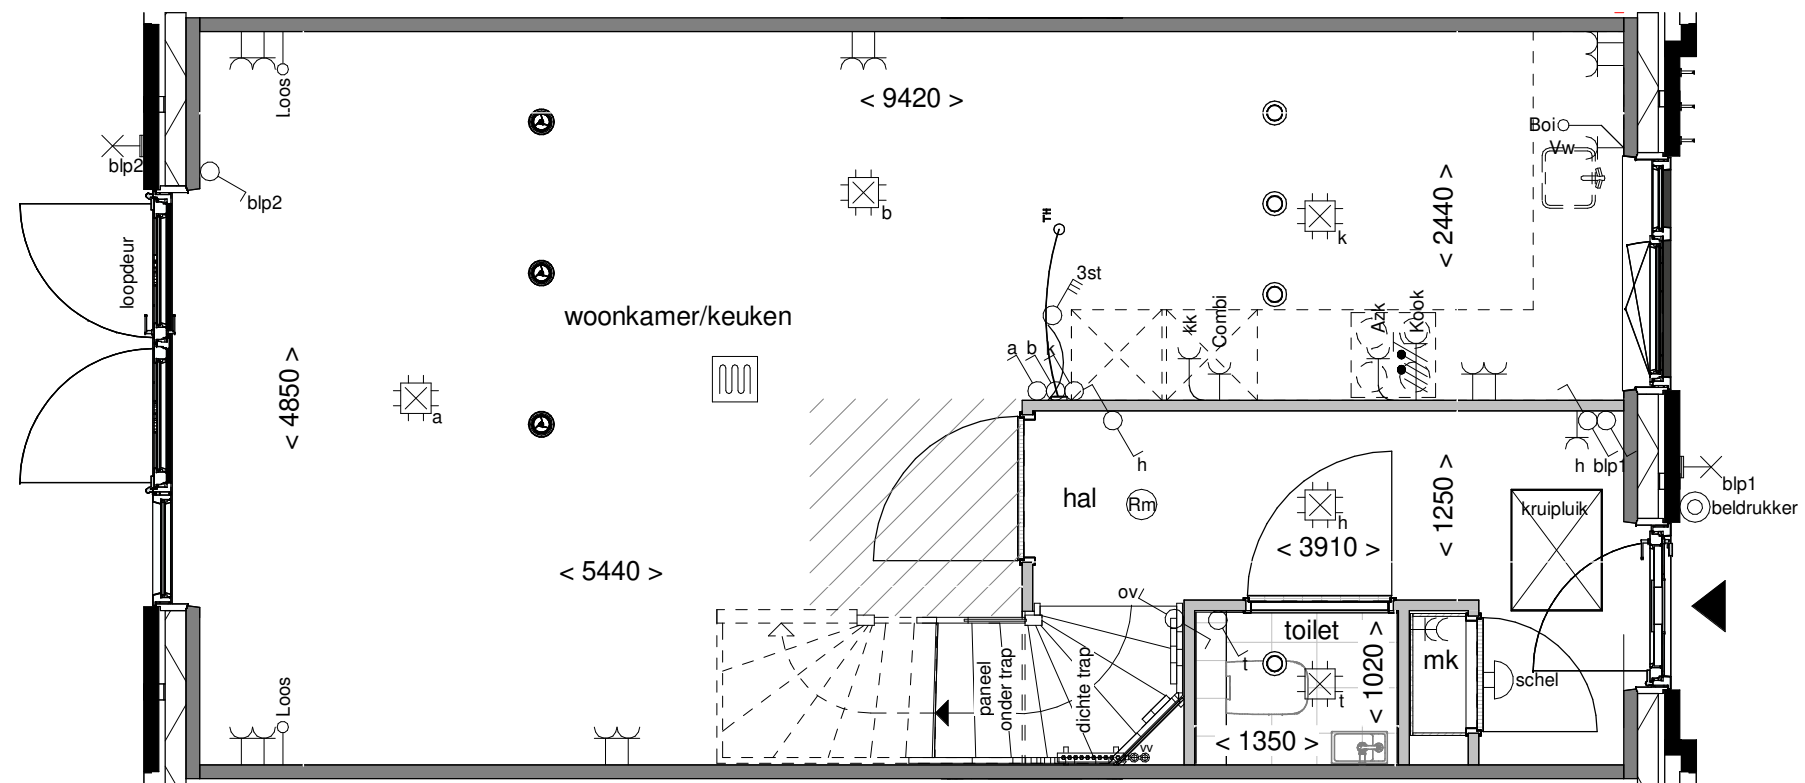 Loos
< 9420 >
Boi
Vw
blp2
blp2
b
k
< 2440 >
TH
loopdeur
3st
woonkamer/keuken
kk
Combi
Azk
Kook
a b k
< 4850 >
a
h
h blp1
blp1
beldrukker
hal
Rm
h
< 1250 >
kruipluik
< 3910 >
< 5440 >
ov
toilet
t
mk
schel
Loos
paneel
onder trap
dichte trap
< 1020 >
t
< 1350 >
vv